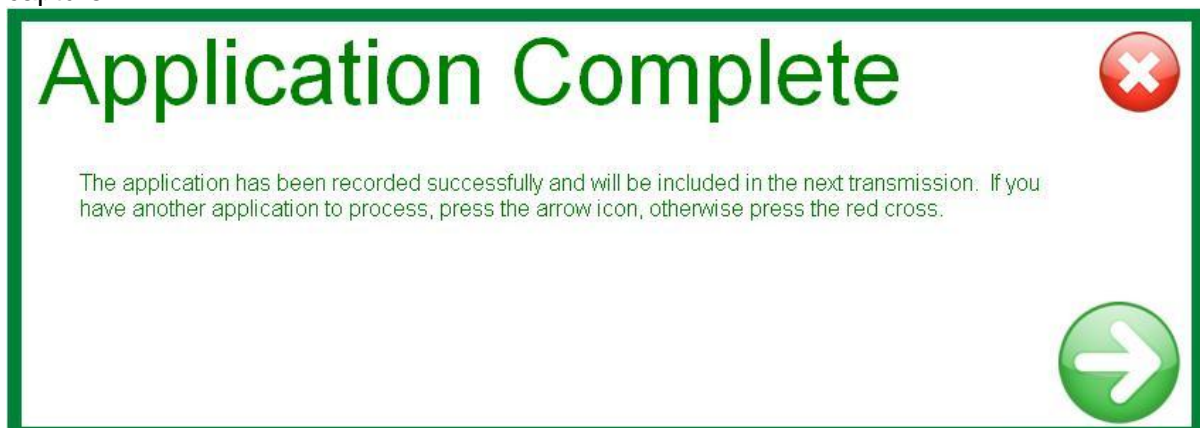 Application Complete
The application has been recorded successfully and will be included in the next transmission.  If you
have another application to process, press the arrow icon, otherwise press the red cross.